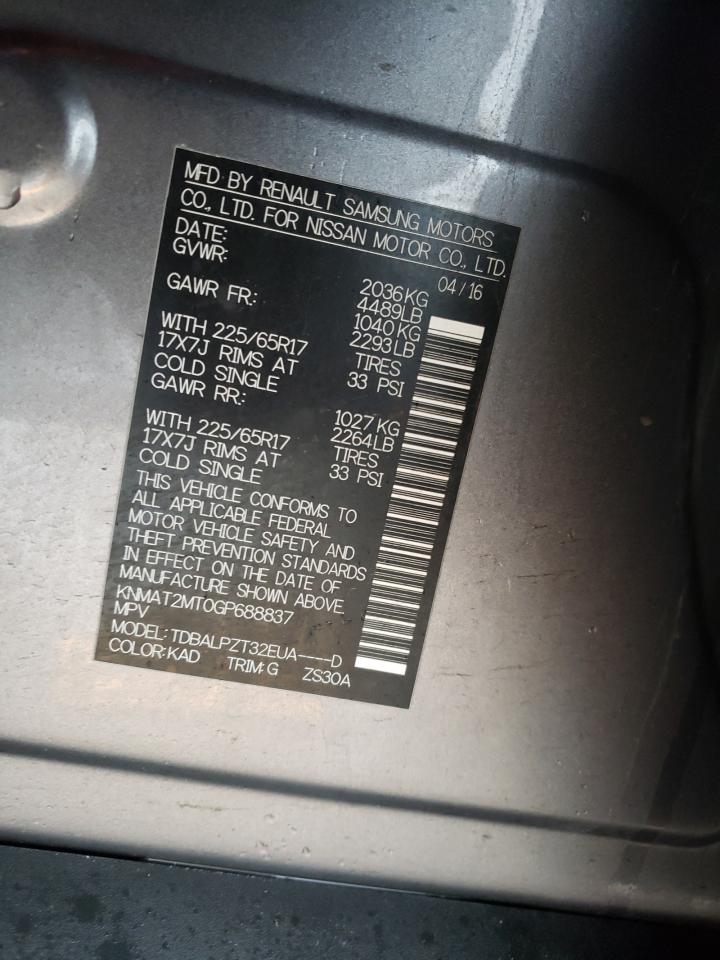 MFD BY RENAULT SAMSUNG MOTORS
CO., LTD. FOR NISSAN MOTOR CO., LTD.
DATE: 04/16
GVWR: 2036KG
4489LB
GAWR FR.: 1040KG
2293LB
WITH 225/65R17 TIRES
17X7J RIMS AT 33 PSI
COLD SINGLE
GAWR RR.: 1027KG
2264LB
WITH 225/65R17 TIRES
17X7J RIMS AT 33 PSI
COLD SINGLE
THIS VEHICLE CONFORMS TO
ALL APPLICABLE FEDERAL
MOTOR VEHICLE SAFETY AND
THEFT PREVENTION STANDARDS
IN EFFECT ON THE DATE OF
MANUFACTURE SHOWN ABOVE.
KNMAT2MT0GP688837
MPV
MODEL: TDBALPZT32EUA----D
COLOR: KAD TRIM: G ZS30A